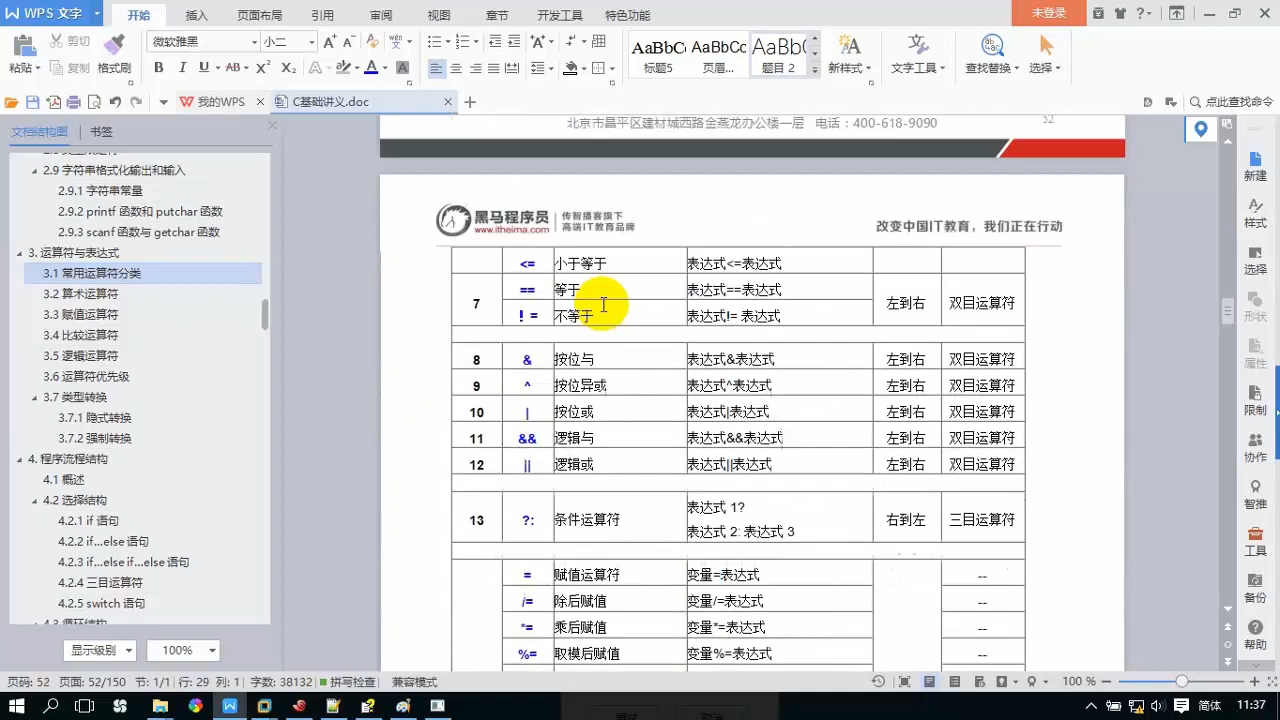 WPS 文字
开始 插入 页面布局 引用 审阅 视图 章节 开发工具 特色功能
未登录
粘贴 剪切 复制 格式刷
微软雅黑 小二
B I U AB X² X₂ A A A
AaBbC AaBbCc AaBb
标题5 页眉... 题目 2
新样式 文字工具 查找替换 选择
我的WPS C基础讲义.doc
点此查找命令
文档结构图 书签
2.9 字符串格式化输出和输入
2.9.1 字符串常量
2.9.2 printf 函数和 putchar 函数
2.9.3 scanf 函数与 getchar 函数
3. 运算符与表达式
3.1 常用运算符分类
3.2 算术运算符
3.3 赋值运算符
3.4 比较运算符
3.5 逻辑运算符
3.6 运算符优先级
3.7 类型转换
3.7.1 隐式转换
3.7.2 强制转换
4. 程序流程结构
4.1 概述
4.2 选择结构
4.2.1 if 语句
4.2.2 if...else 语句
4.2.3 if...else if...else 语句
4.2.4 三目运算符
4.2.5 switch 语句
显示级别 100%
北京市昌平区建材城西路金燕龙办公楼一层 电话：400-618-9090 52
黑马程序员 传智播客旗下
www.itheima.com 高端IT教育品牌
改变中国IT教育，我们正在行动
<= 小于等于 表达式<=表达式
7 == 等于 表达式==表达式 左到右 双目运算符
! = 不等于 表达式!= 表达式
8 & 按位与 表达式&表达式 左到右 双目运算符
9 ^ 按位异或 表达式^表达式 左到右 双目运算符
10 | 按位或 表达式|表达式 左到右 双目运算符
11 && 逻辑与 表达式&&表达式 左到右 双目运算符
12 || 逻辑或 表达式||表达式 左到右 双目运算符
13 ?: 条件运算符 表达式 1? 右到左 三目运算符
表达式 2: 表达式 3
= 赋值运算符 变量=表达式 --
/= 除后赋值 变量/=表达式 --
*= 乘后赋值 变量*=表达式 --
%= 取模后赋值 变量%=表达式 --
新建
样式
选择
形状
属性
限制
协作
智推
工具
备份
帮助
页码: 52 页面: 52/150 节: 1/1 行: 29 列: 1 字数: 38132 拼写检查 兼容模式 100 %
简体 11:37